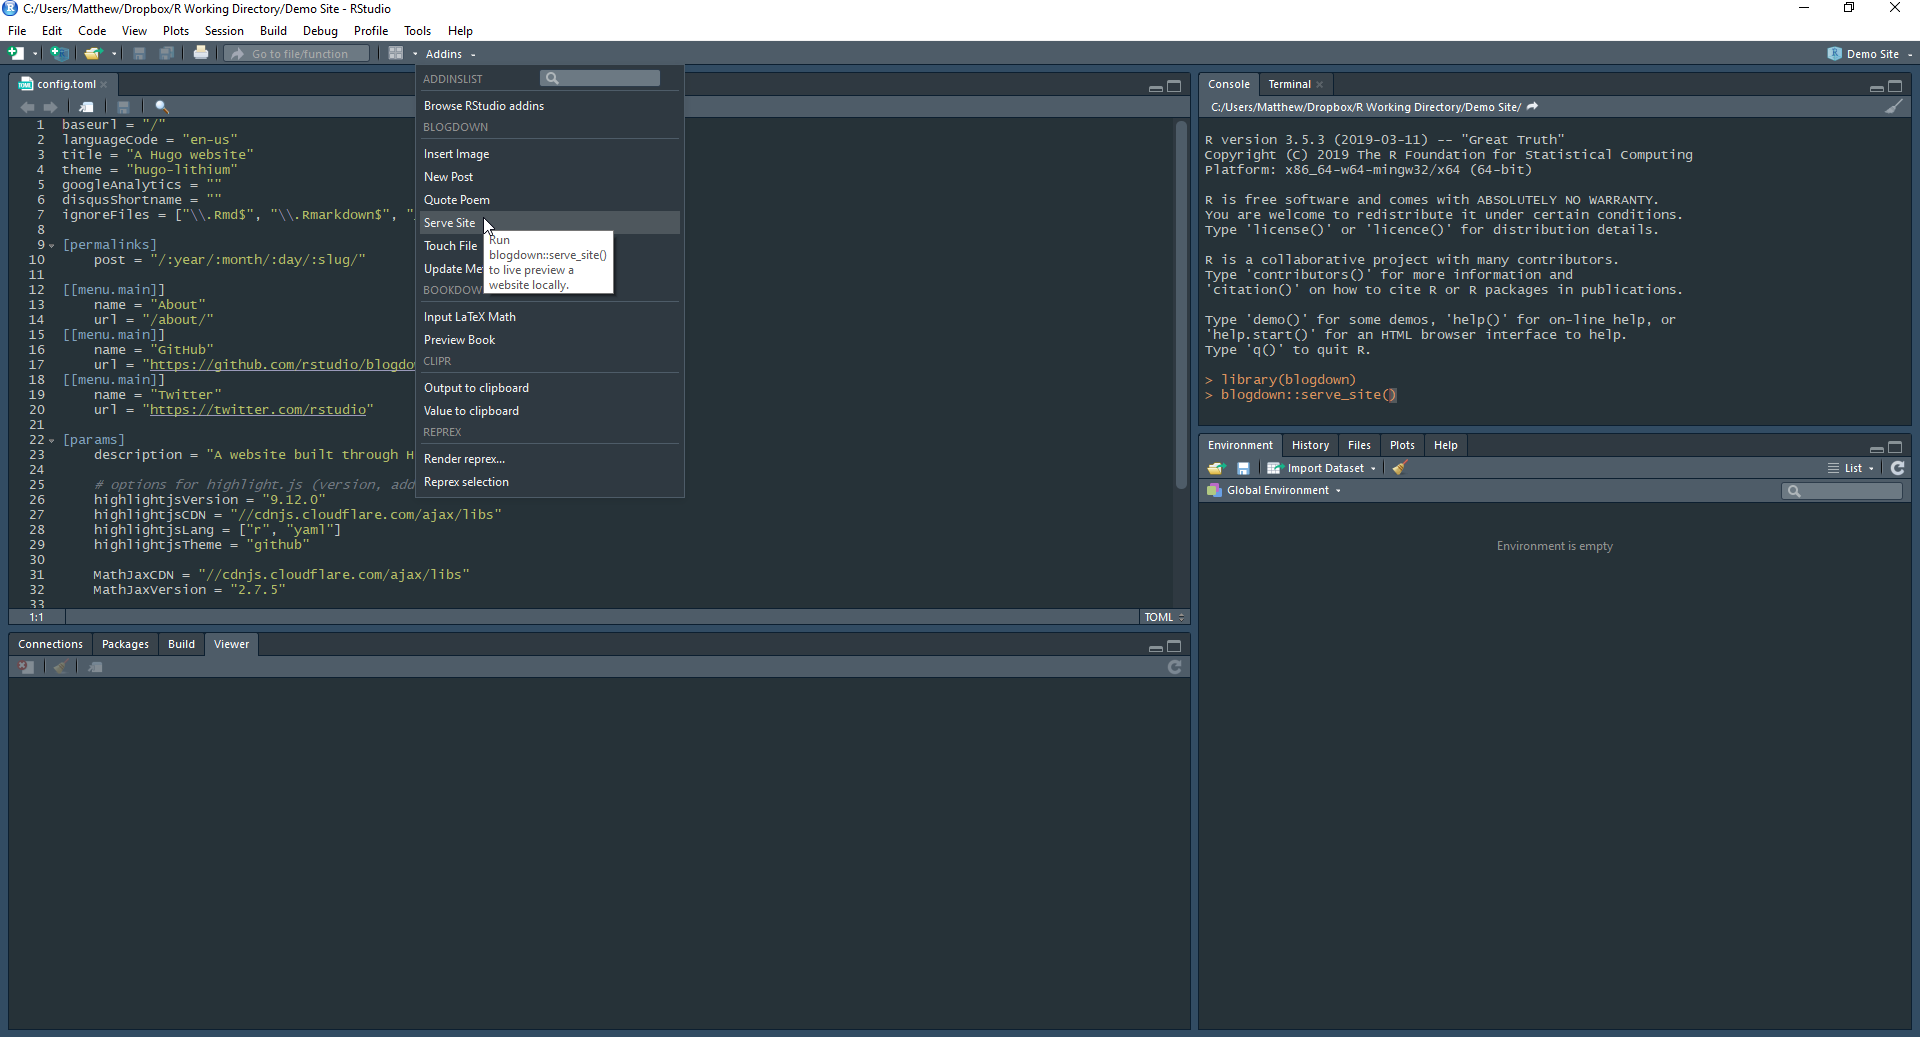 C:/Users/Matthew/Dropbox/R Working Directory/Demo Site - RStudio
File Edit Code View Plots Session Build Debug Profile Tools Help
Go to file/function Addins Demo Site
config.toml
1 baseurl = "/"
2 languageCode = "en-us"
3 title = "A Hugo website"
4 theme = "hugo-lithium"
5 googleAnalytics = ""
6 disqusShortname = ""
7 ignoreFiles = ["\\.Rmd$", "\\.Rmarkdown$", "
8
9 [permalinks]
10 post = "/:year/:month/:day/:slug/"
11
12 [[menu.main]]
13 name = "About"
14 url = "/about/"
15 [[menu.main]]
16 name = "GitHub"
17 url = "https://github.com/rstudio/blogdo
18 [[menu.main]]
19 name = "Twitter"
20 url = "https://twitter.com/rstudio"
21
22 [params]
23 description = "A website built through H
24
25 # options for highlight.js (version, add
26 highlightjsVersion = "9.12.0"
27 highlightjsCDN = "//cdnjs.cloudflare.com/ajax/libs"
28 highlightjsLang = ["r", "yaml"]
29 highlightjsTheme = "github"
30
31 MathJaxCDN = "//cdnjs.cloudflare.com/ajax/libs"
32 MathJaxVersion = "2.7.5"
33
1:1 TOML
ADDINSLIST
Browse RStudio addins
BLOGDOWN
Insert Image
New Post
Quote Poem
Serve Site
Touch File
Update Me
BOOKDOW
Input LaTeX Math
Preview Book
CLIPR
Output to clipboard
Value to clipboard
REPREX
Render reprex...
Reprex selection
Run
blogdown::serve_site()
to live preview a
website locally.
Connections Packages Build Viewer
Console Terminal
C:/Users/Matthew/Dropbox/R Working Directory/Demo Site/
R version 3.5.3 (2019-03-11) -- "Great Truth"
Copyright (C) 2019 The R Foundation for Statistical Computing
Platform: x86_64-w64-mingw32/x64 (64-bit)
R is free software and comes with ABSOLUTELY NO WARRANTY.
You are welcome to redistribute it under certain conditions.
Type 'license()' or 'licence()' for distribution details.
R is a collaborative project with many contributors.
Type 'contributors()' for more information and
'citation()' on how to cite R or R packages in publications.
Type 'demo()' for some demos, 'help()' for on-line help, or
'help.start()' for an HTML browser interface to help.
Type 'q()' to quit R.
> library(blogdown)
> blogdown::serve_site()
Environment History Files Plots Help
Import Dataset List
Global Environment
Environment is empty